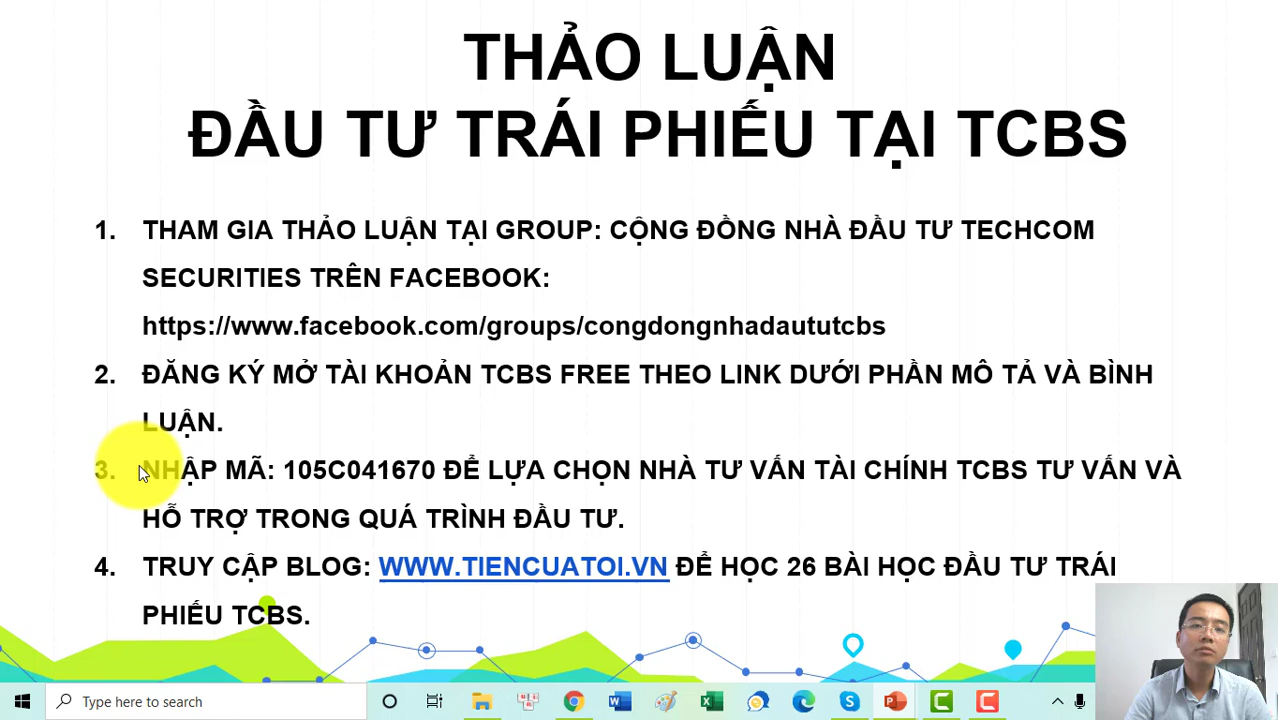 THẢO LUẬN
ĐẦU TƯ TRÁI PHIẾU TẠI TCBS
1. THAM GIA THẢO LUẬN TẠI GROUP: CỘNG ĐỒNG NHÀ ĐẦU TƯ TECHCOM
SECURITIES TRÊN FACEBOOK:
https://www.facebook.com/groups/congdongnhadaututcbs
2. ĐĂNG KÝ MỞ TÀI KHOẢN TCBS FREE THEO LINK DƯỚI PHẦN MÔ TẢ VÀ BÌNH
LUẬN.
3. NHẬP MÃ: 105C041670 ĐỂ LỰA CHỌN NHÀ TƯ VẤN TÀI CHÍNH TCBS TƯ VẤN VÀ
HỖ TRỢ TRONG QUÁ TRÌNH ĐẦU TƯ.
4. TRUY CẬP BLOG: WWW.TIENCUATOI.VN ĐỂ HỌC 26 BÀI HỌC ĐẦU TƯ TRÁI
PHIẾU TCBS.
Type here to search